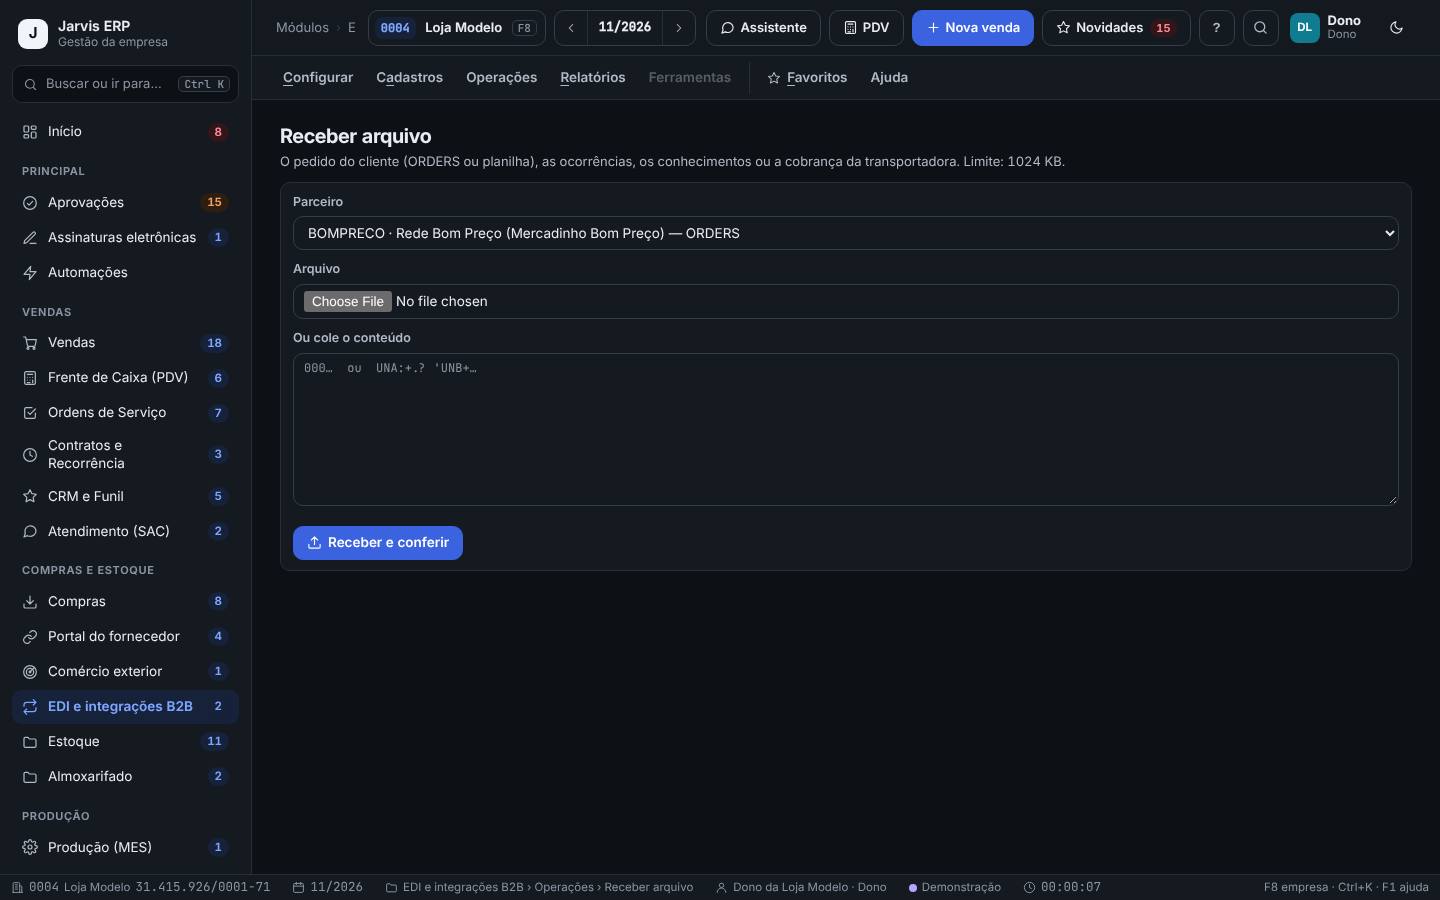 J
Jarvis ERP
Gestão da empresa
Buscar ou ir para...
Ctrl K
Início
8
PRINCIPAL
Aprovações
15
Assinaturas eletrônicas
1
Automações
VENDAS
Vendas
18
Frente de Caixa (PDV)
6
Ordens de Serviço
7
Contratos e
Recorrência
3
CRM e Funil
5
Atendimento (SAC)
2
COMPRAS E ESTOQUE
Compras
8
Portal do fornecedor
4
Comércio exterior
1
EDI e integrações B2B
2
Estoque
11
Almoxarifado
2
PRODUÇÃO
Produção (MES)
1
Módulos › E
0004 Loja Modelo F8
‹ 11/2026 ›
Assistente
PDV
Nova venda
Novidades 15
?
DL
Dono
Dono
Configurar Cadastros Operações Relatórios Ferramentas Favoritos Ajuda
Receber arquivo
O pedido do cliente (ORDERS ou planilha), as ocorrências, os conhecimentos ou a cobrança da transportadora. Limite: 1024 KB.
Parceiro
BOMPRECO · Rede Bom Preço (Mercadinho Bom Preço) — ORDERS
Arquivo
Choose File No file chosen
Ou cole o conteúdo
000… ou UNA:+.? 'UNB+…
Receber e conferir
0004 Loja Modelo 31.415.926/0001-71 11/2026 EDI e integrações B2B › Operações › Receber arquivo Dono da Loja Modelo · Dono Demonstração 00:00:07 F8 empresa · Ctrl+K · F1 ajuda